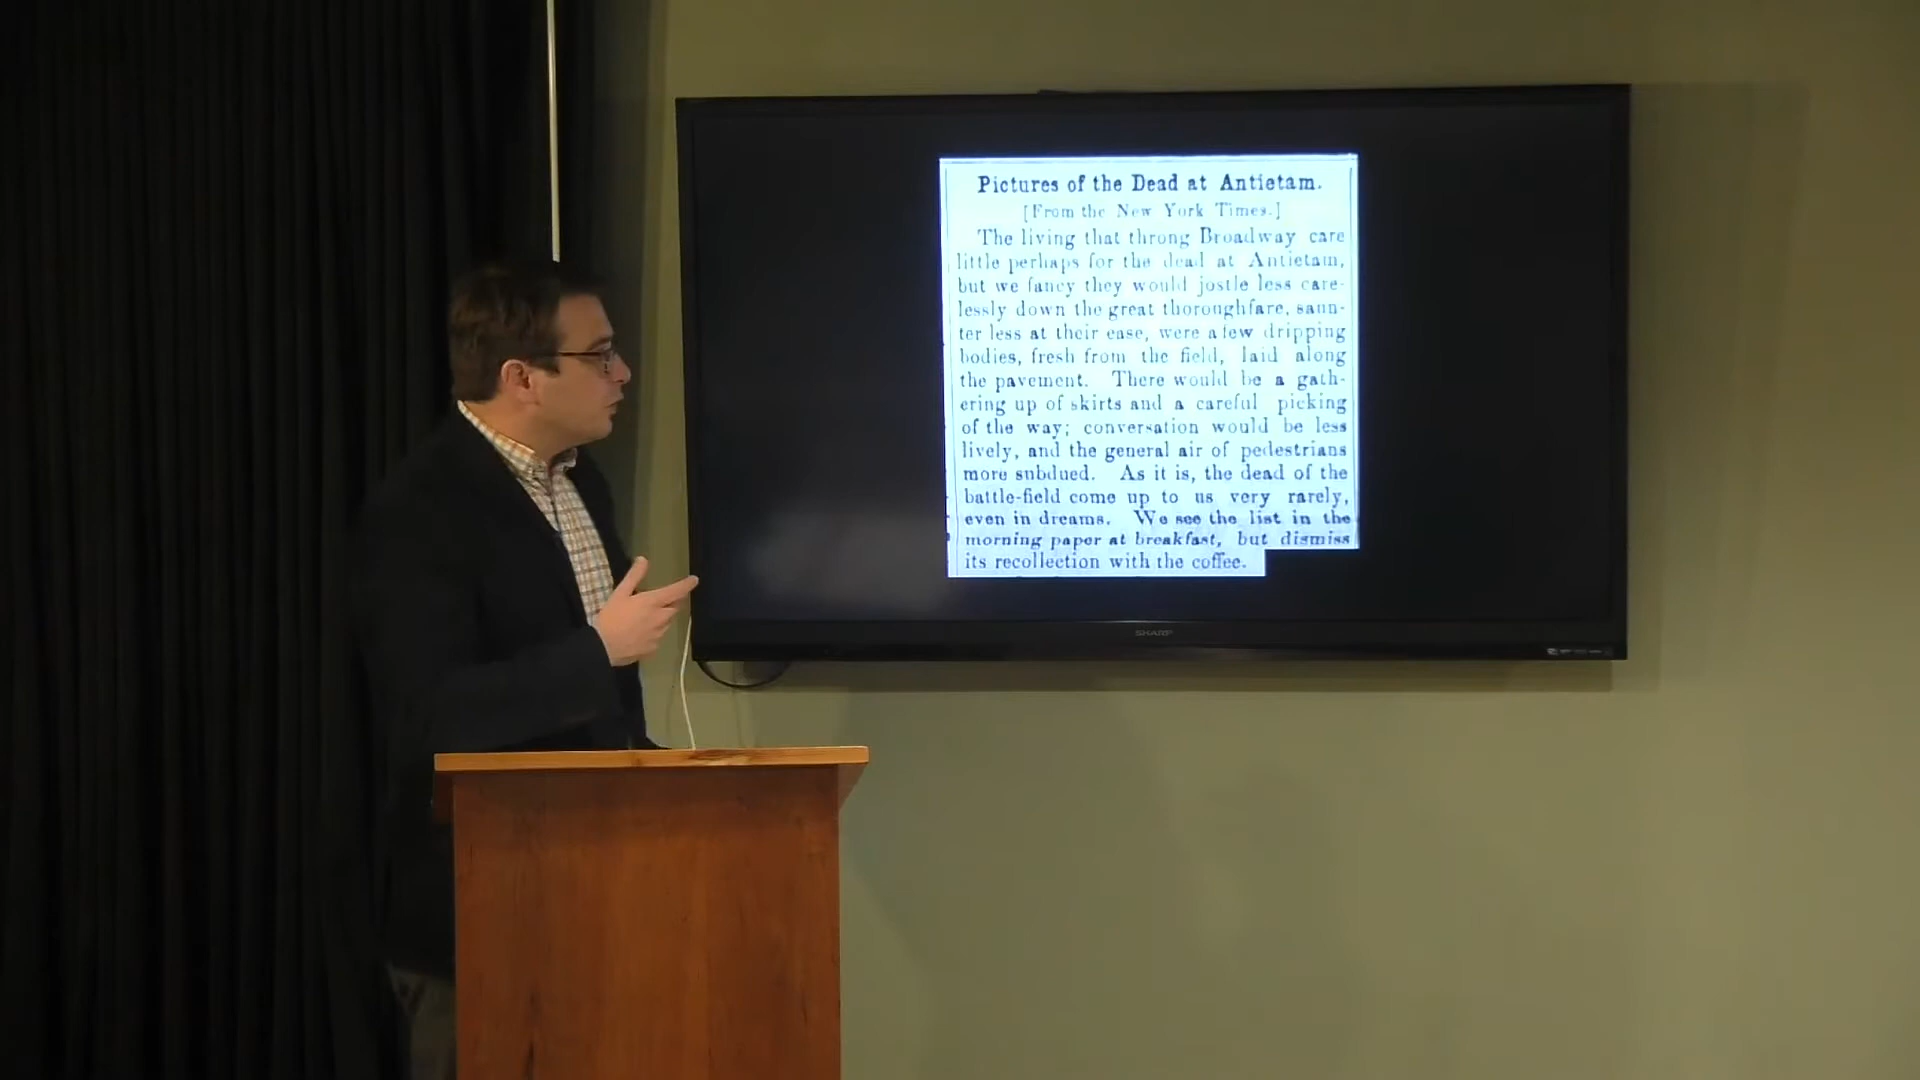 Pictures of the Dead at Antietam.
[From the New York Times.]
The living that throng Broadway care
little perhaps for the dead at Antietam,
but we fancy they would jostle less care-
lessly down the great thoroughfare, saun-
ter less at their ease, were a few dripping
bodies, fresh from the field, laid along
the pavement. There would be a gath-
ering up of skirts and a careful picking
of the way; conversation would be less
lively, and the general air of pedestrians
more subdued. As it is, the dead of the
battle-field come up to us very rarely,
even in dreams. We see the list in the
morning paper at breakfast, but dismiss
its recollection with the coffee.
SHARP